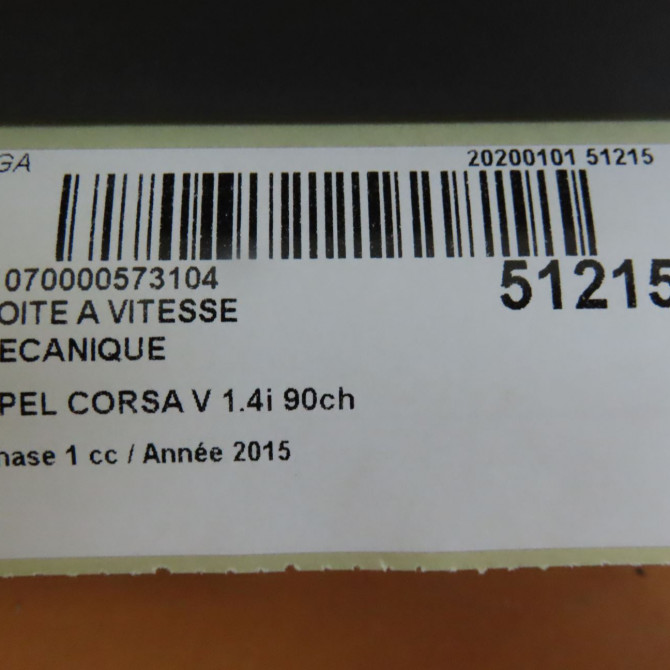 GA
20200101 51215
070000573104
51215
OITE A VITESSE
ECANIQUE
PEL CORSA V 1.4i 90ch
hase 1 cc / Année 2015